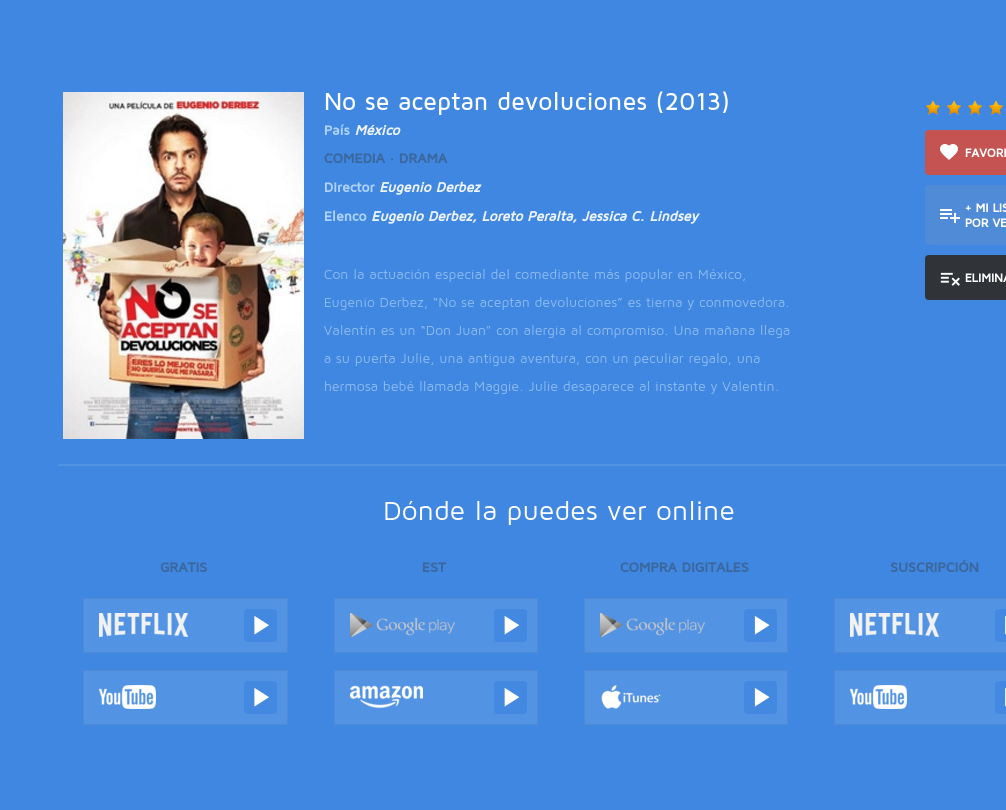 UNA PELÍCULA DE EUGENIO DERBEZ
NO SE
ACEPTAN
DEVOLUCIONES
ERES LO MEJOR QUE
NO QUERÍA QUE ME PASARA
No se aceptan devoluciones (2013)
País México
COMEDIA · DRAMA
Director Eugenio Derbez
Elenco Eugenio Derbez, Loreto Peralta, Jessica C. Lindsey
Con la actuación especial del comediante más popular en México,
Eugenio Derbez, “No se aceptan devoluciones” es tierna y conmovedora.
Valentín es un “Don Juan” con alergia al compromiso. Una mañana llega
a su puerta Julie, una antigua aventura, con un peculiar regalo, una
hermosa bebé llamada Maggie. Julie desaparece al instante y Valentín.
FAVORI
+ MI LIS
POR VE
ELIMINA
Dónde la puedes ver online
GRATIS EST COMPRA DIGITALES SUSCRIPCIÓN
NETFLIX Google play Google play NETFLIX
YouTube amazon iTunes YouTube